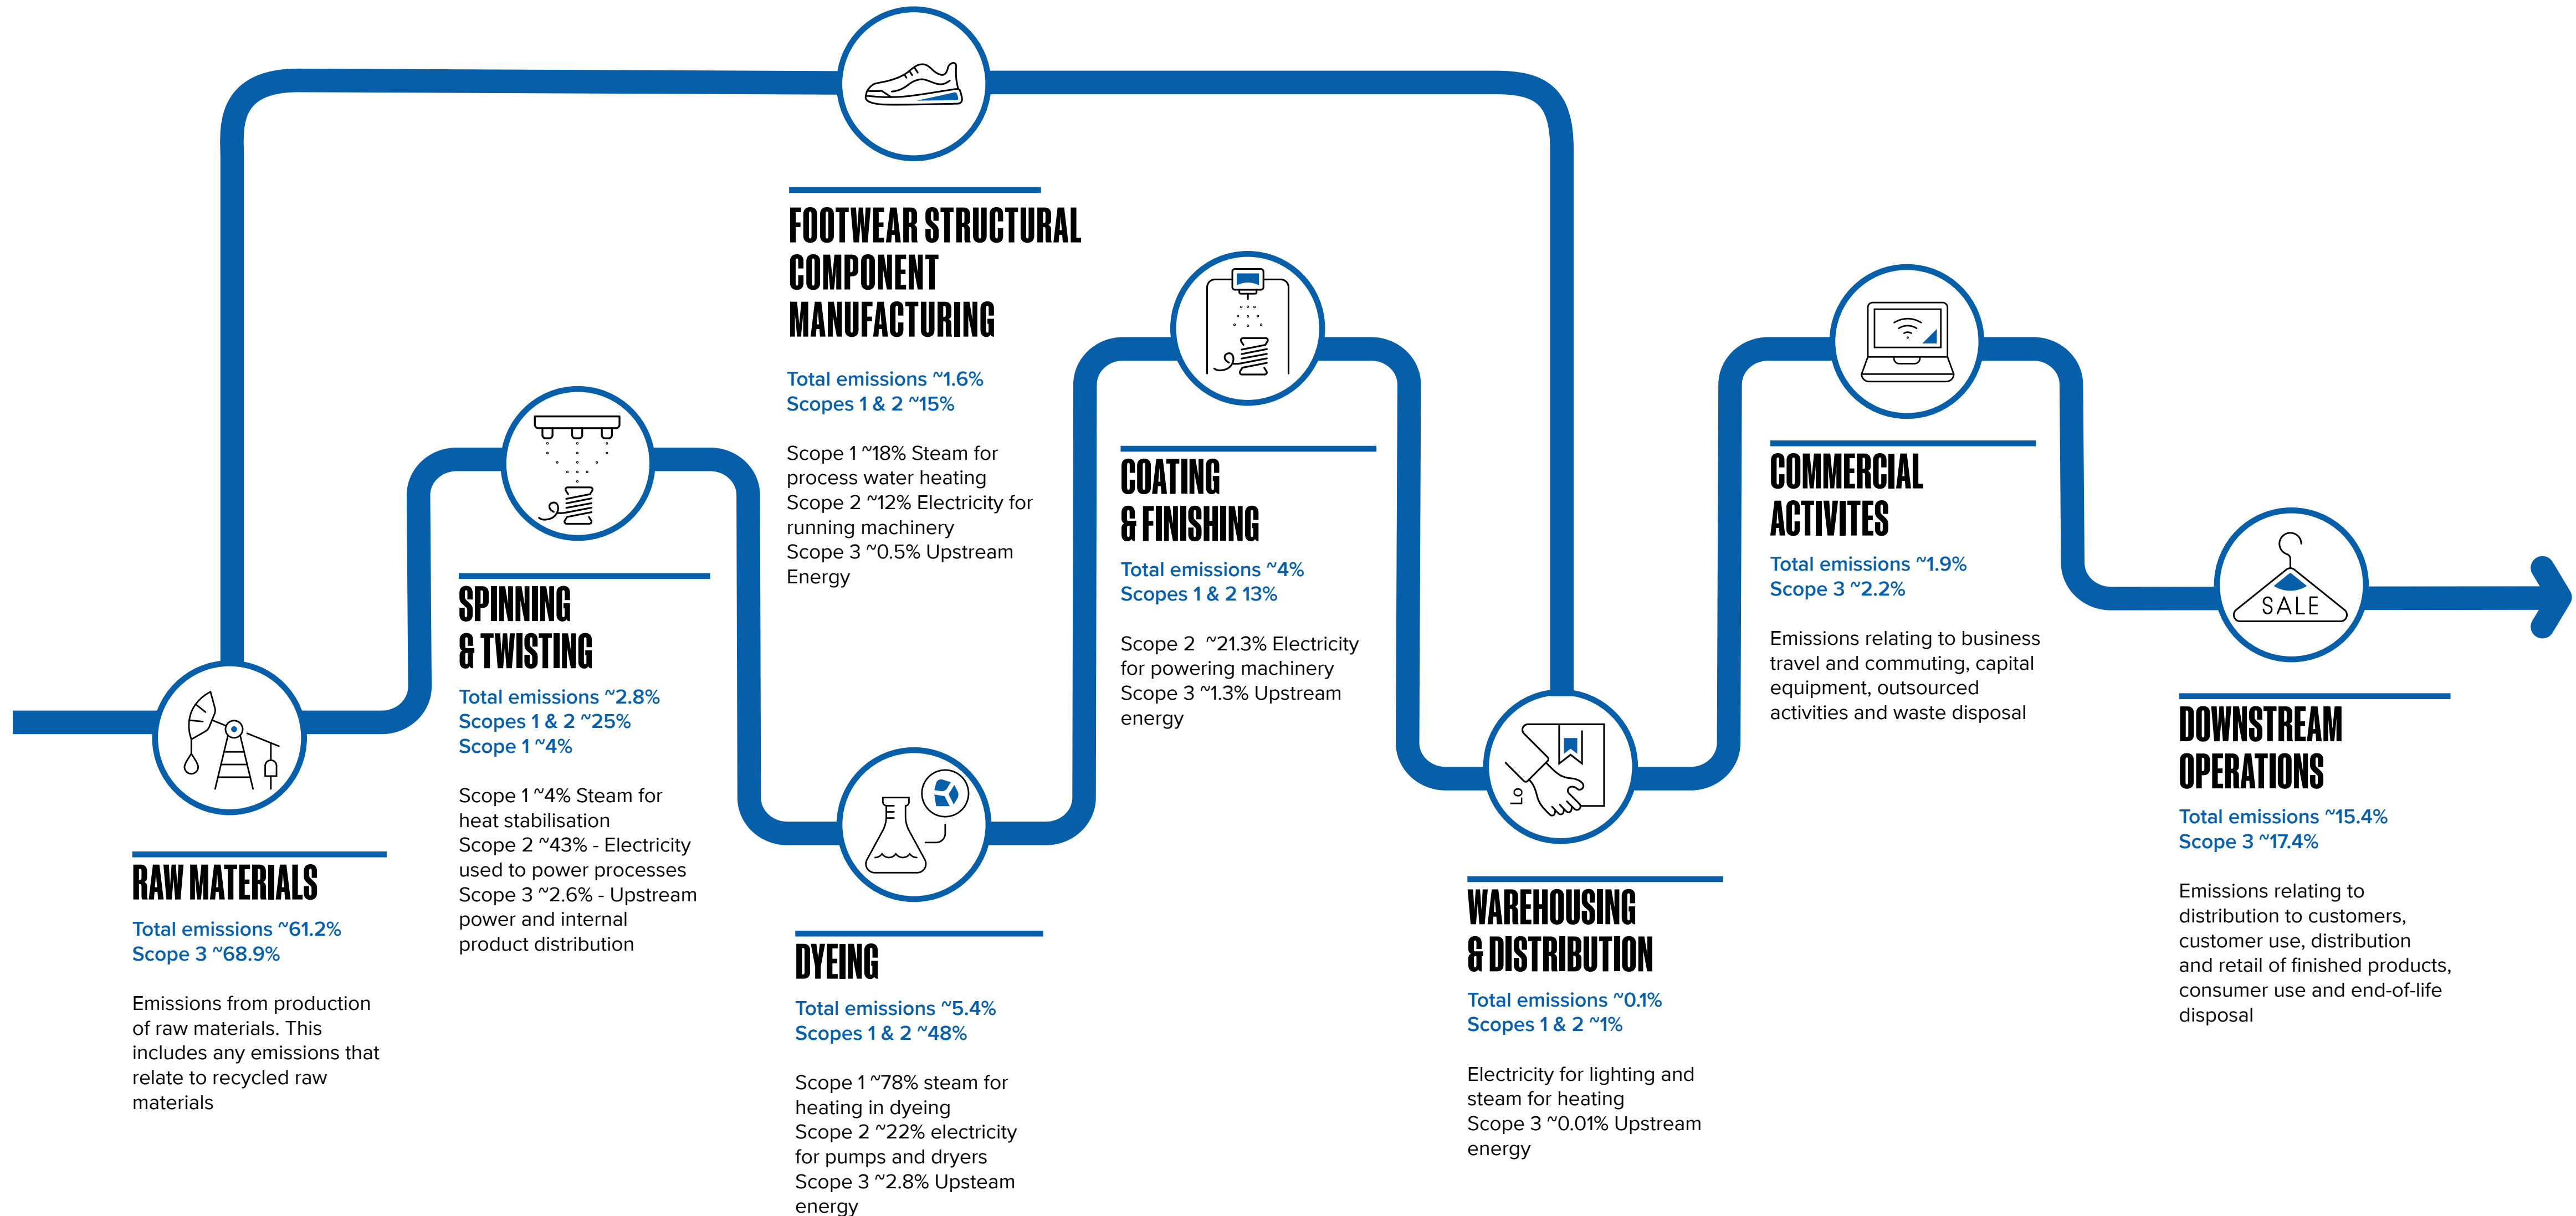 FOOTWEAR STRUCTURAL
COMPONENT
MANUFACTURING
Total emissions ~1.6%
Scopes 1 & 2 ~15%
Scope 1 ~18% Steam for
process water heating
Scope 2 ~12% Electricity for
running machinery
Scope 3 ~0.5% Upstream
Energy
RAW MATERIALS
Total emissions ~61.2%
Scope 3 ~68.9%
Emissions from production
of raw materials. This
includes any emissions that
relate to recycled raw
materials
SPINNING
& TWISTING
Total emissions ~2.8%
Scopes 1 & 2 ~25%
Scope 1 ~4%
Scope 1 ~4% Steam for
heat stabilisation
Scope 2 ~43% - Electricity
used to power processes
Scope 3 ~2.6% - Upstream
power and internal
product distribution
DYEING
Total emissions ~5.4%
Scopes 1 & 2 ~48%
Scope 1 ~78% steam for
heating in dyeing
Scope 2 ~22% electricity
for pumps and dryers
Scope 3 ~2.8% Upsteam
energy
COATING
& FINISHING
Total emissions ~4%
Scopes 1 & 2 13%
Scope 2 ~21.3% Electricity
for powering machinery
Scope 3 ~1.3% Upstream
energy
LO
WAREHOUSING
& DISTRIBUTION
Total emissions ~0.1%
Scopes 1 & 2 ~1%
Electricity for lighting and
steam for heating
Scope 3 ~0.01% Upstream
energy
COMMERCIAL
ACTIVITES
Total emissions ~1.9%
Scope 3 ~2.2%
Emissions relating to business
travel and commuting, capital
equipment, outsourced
activities and waste disposal
SALE
DOWNSTREAM
OPERATIONS
Total emissions ~15.4%
Scope 3 ~17.4%
Emissions relating to
distribution to customers,
customer use, distribution
and retail of finished products,
consumer use and end-of-life
disposal